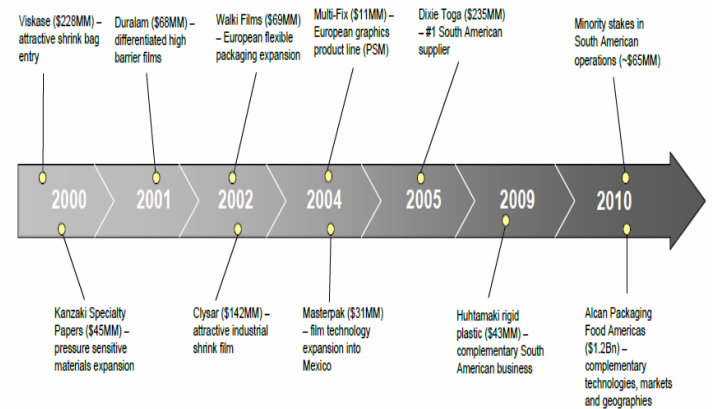 Viskase ($228MM) –
attractive shrink bag
entry
Duralam ($68MM) –
differentiated high
barrier films
Walki Films ($69MM)
– European flexible
packaging expansion
Multi-Fix ($11MM) –
European graphics
product line (PSM)
Dixie Toga ($235MM)
– #1 South American
supplier
Minority stakes in
South American
operations (~$65MM)
2000
2001
2002
2004
2005
2009
2010
Kanzaki Specialty
Papers ($45MM) –
pressure sensitive
materials expansion
Clysar ($142MM) –
attractive industrial
shrink film
Masterpak ($31MM)
– film technology
expansion into
Mexico
Huhtamaki rigid
plastic ($43MM) –
complementary South
American business
Alcan Packaging
Food Americas
($1.2Bn) –
complementary
technologies, markets
and geographies